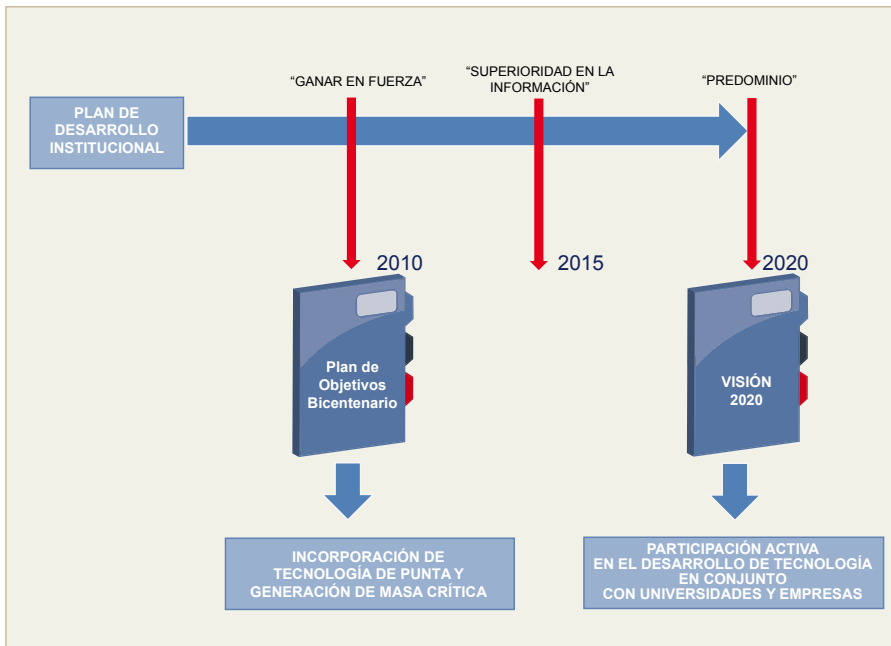 “GANAR EN FUERZA”
“SUPERIORIDAD EN LA
INFORMACIÓN”
“PREDOMINIO”
PLAN DE
DESARROLLO
INSTITUCIONAL
2010
2015
2020
Plan de
Objetivos
Bicentenario
VISIÓN
2020
INCORPORACIÓN DE
TECNOLOGÍA DE PUNTA Y
GENERACIÓN DE MASA CRÍTICA
PARTICIPACIÓN ACTIVA
EN EL DESARROLLO DE TECNOLOGÍA
EN CONJUNTO
CON UNIVERSIDADES Y EMPRESAS